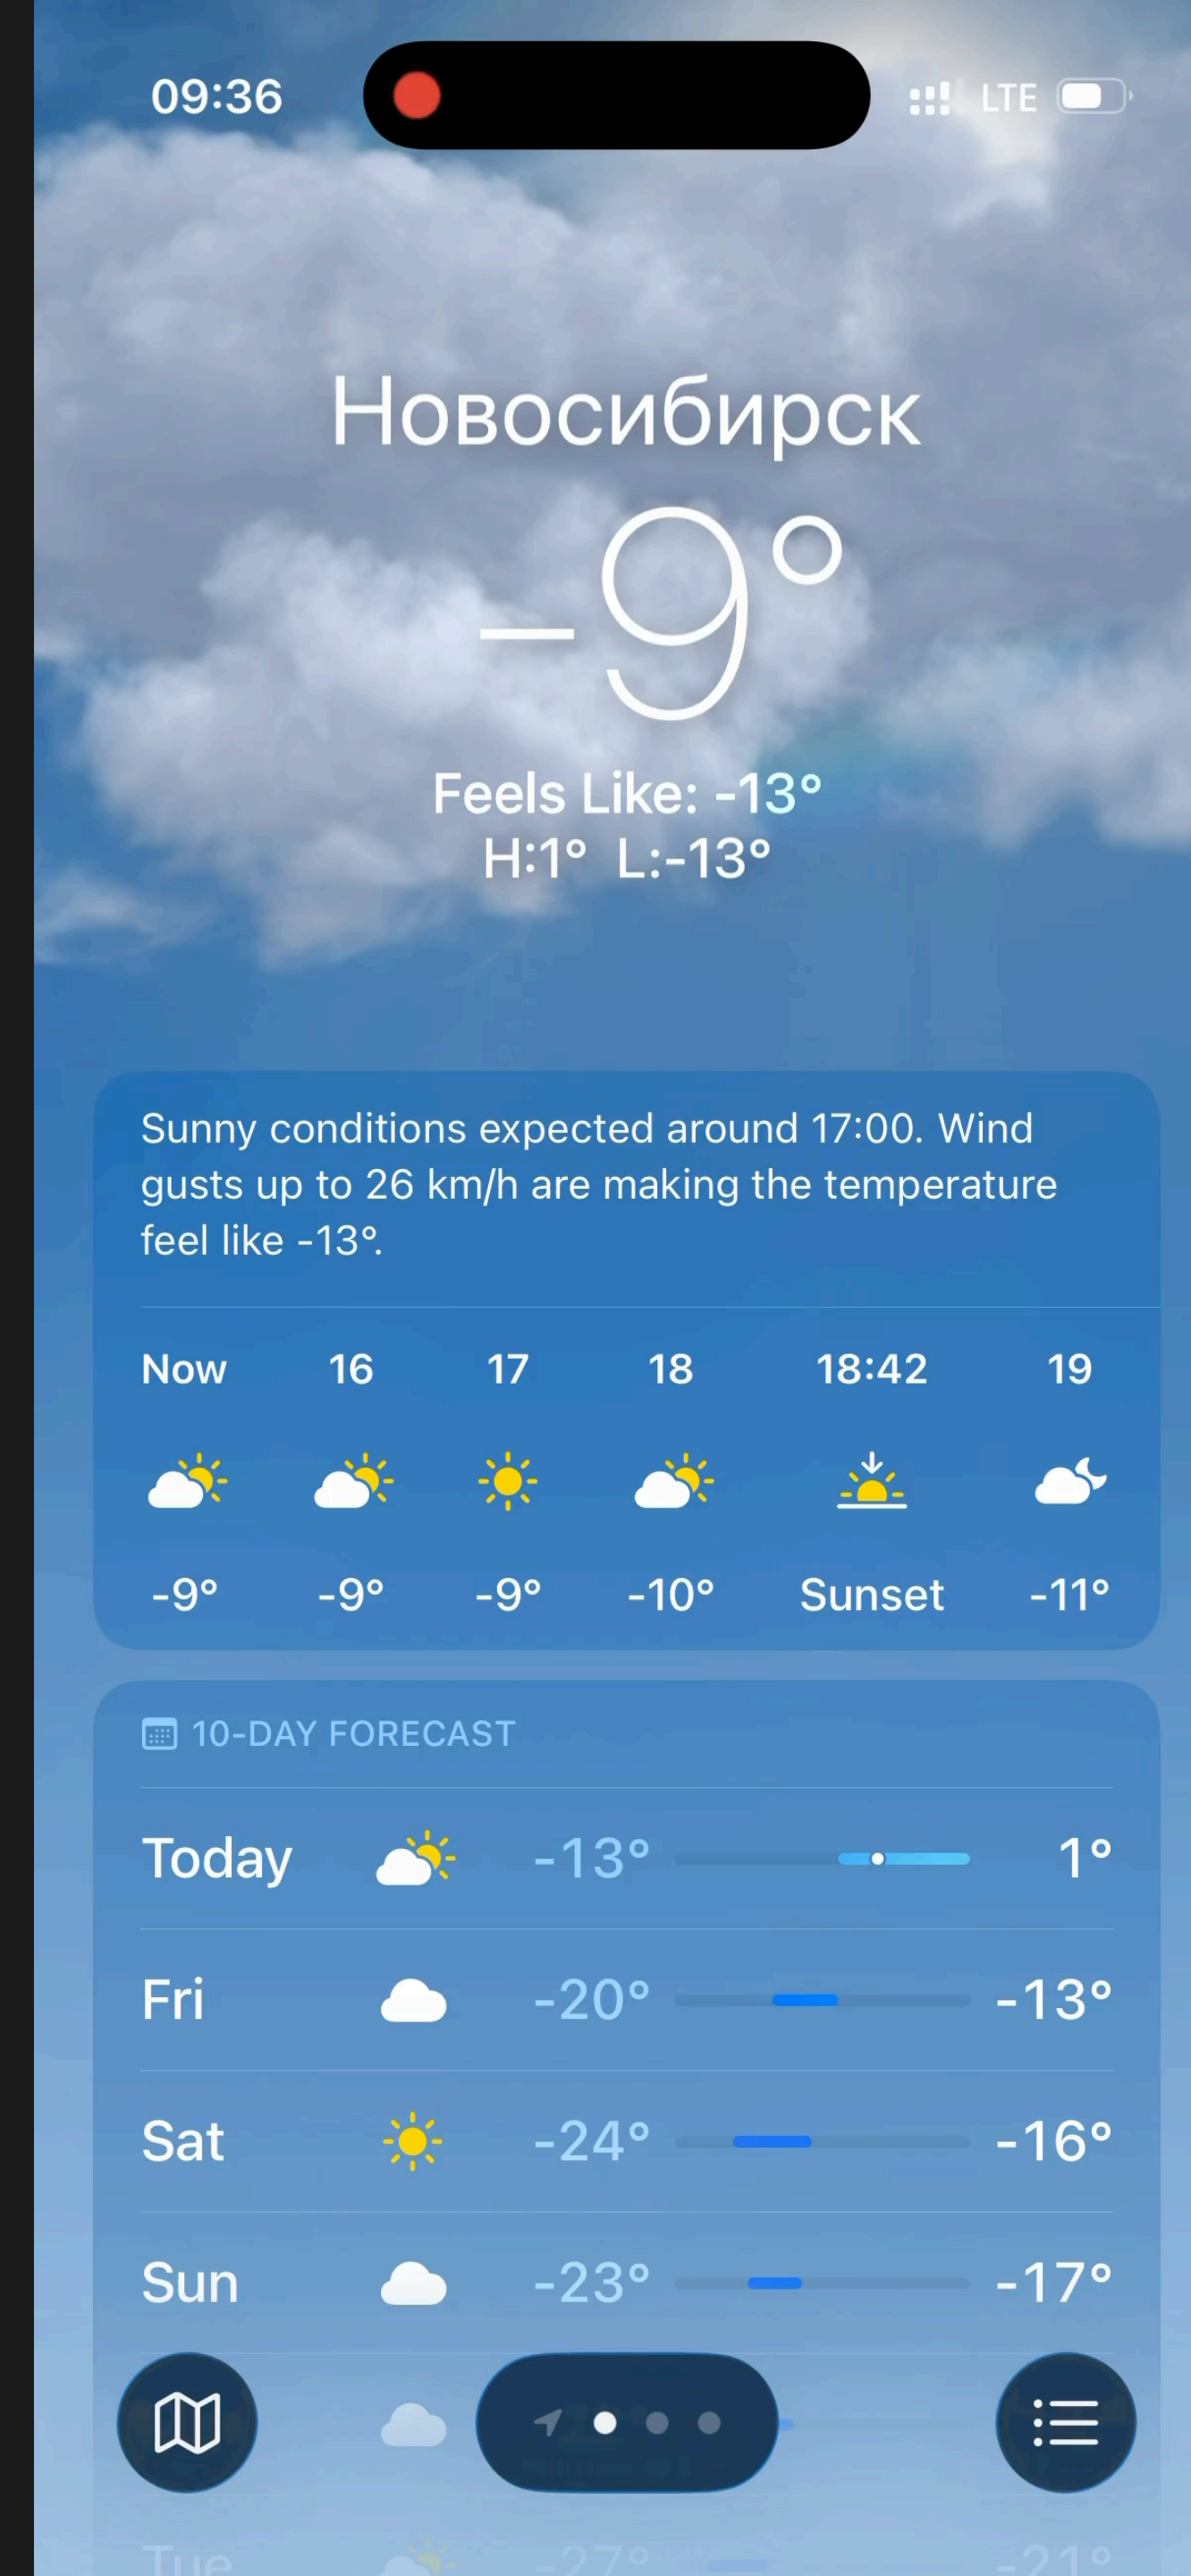 09:36 LTE
Новосибирск
–9°
Feels Like: -13°
H:1° L:-13°
Sunny conditions expected around 17:00. Wind
gusts up to 26 km/h are making the temperature
feel like -13°.
Now 16 17 18 18:42 19
-9° -9° -9° -10° Sunset -11°
10-DAY FORECAST
Today -13° 1°
Fri -20° -13°
Sat -24° -16°
Sun -23° -17°
Tue -27° -21°